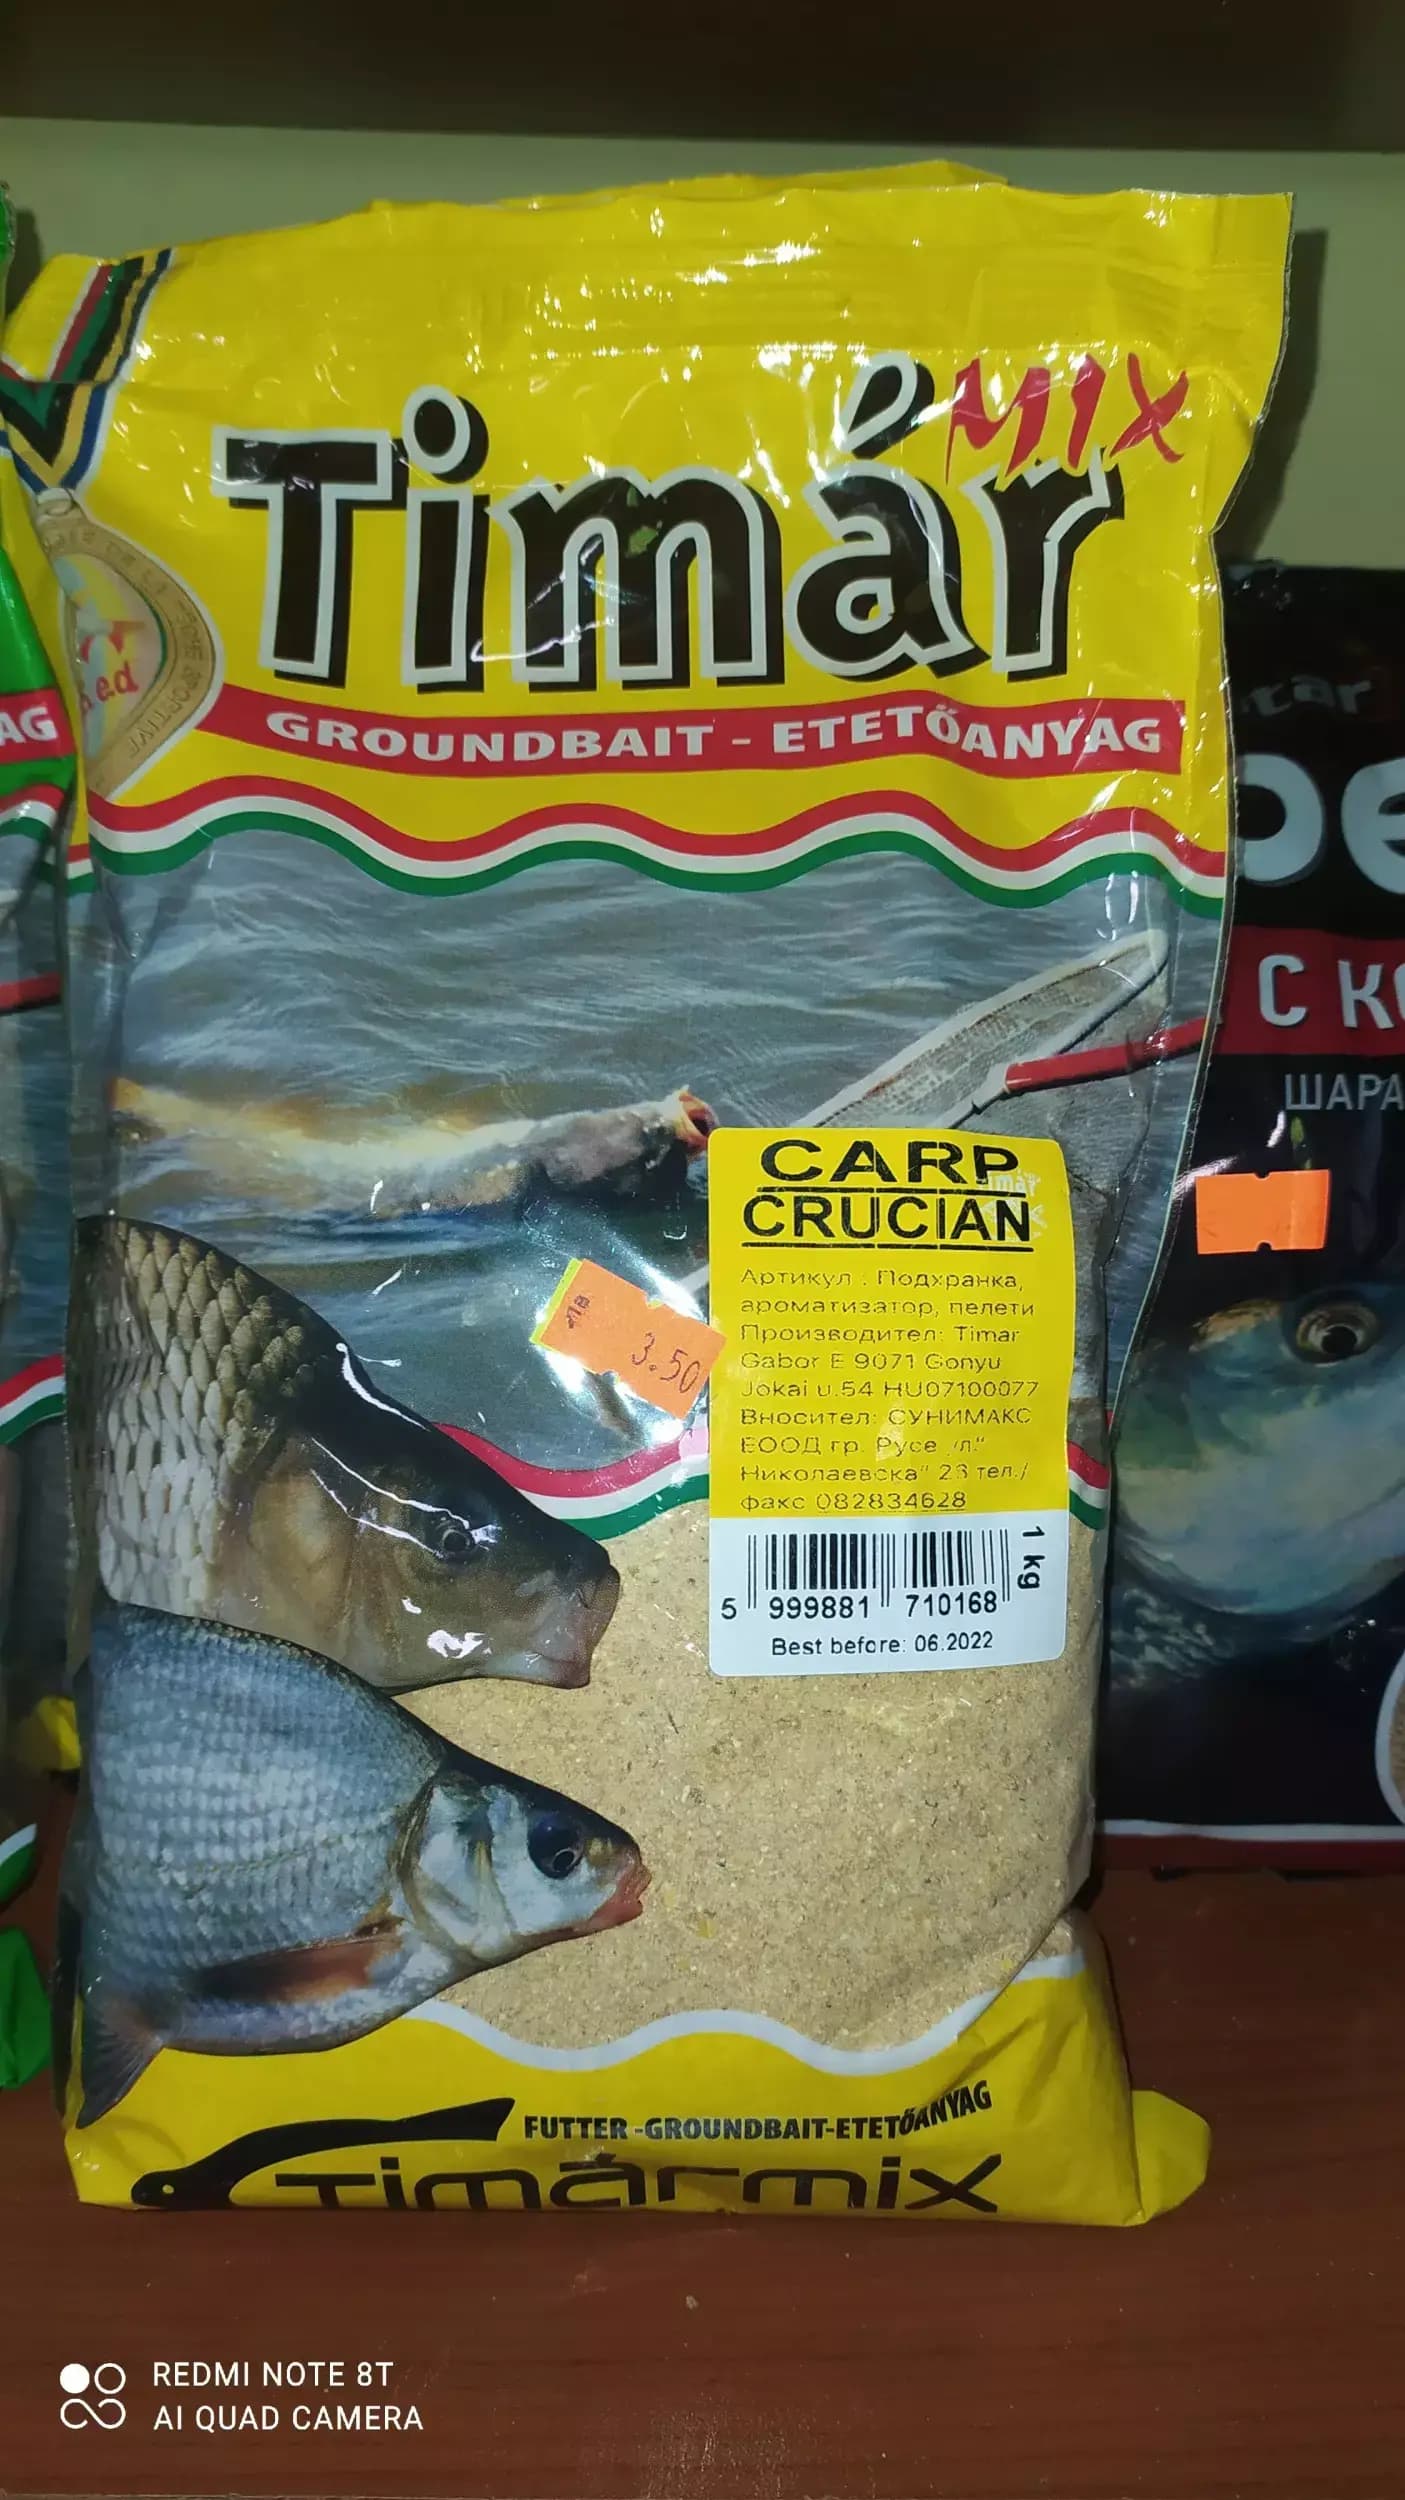 MIX
Timár
GROUNDBAIT - ETETŐANYAG
AG
С К
ШАРА
CARP
CRUCIAN
Артикул : Подхранка,
ароматизатор, пелети
Производител: Timar
Gabor E 9071 Gonyu
Jokai u.54 HU07100077
Вносител: СУНИМАКС
ЕООД гр. Русе
Николаевска" 23 тел./
факс 082834628
лв 3.50
1 kg
5 999881 710168
Best before: 06.2022
FUTTER -GROUNDBAIT-ETETŐANYAG
Timármix
REDMI NOTE 8T
AI QUAD CAMERA